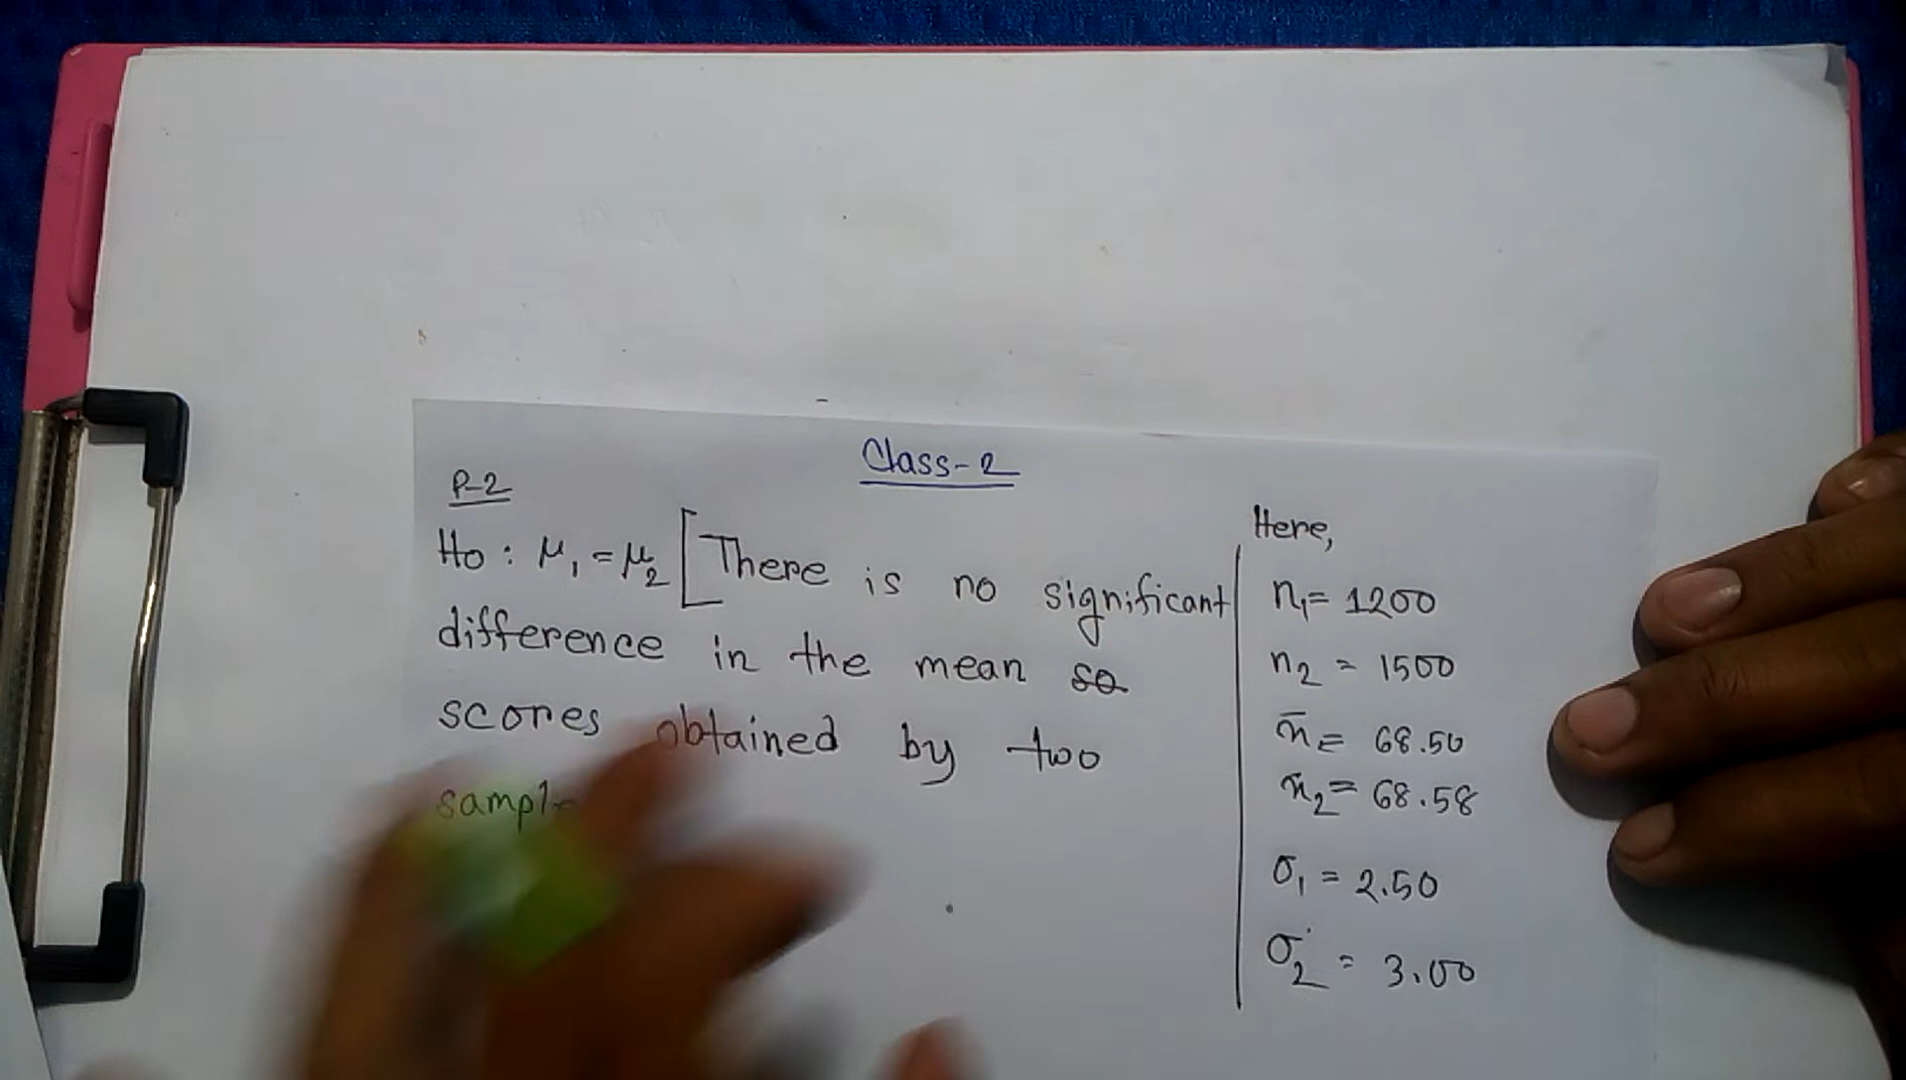 Class-2
P-2
Ho: μ₁ = μ₂ [There is no significant
difference in the mean so
scores obtained by two
Here,
n₁= 1200
n₂ = 1500
x̄= 68.50
x̄₂= 68.58
σ₁ = 2.50
σ₂ = 3.00